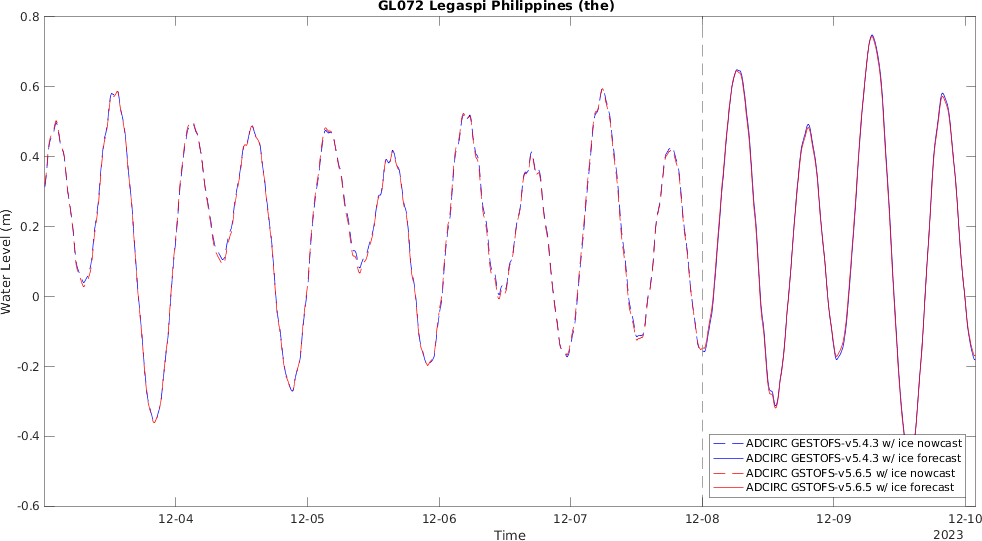 GL072 Legaspi Philippines (the)
Water Level (m)
0.8
0.6
0.4
0.2
0
-0.2
-0.4
-0.6
12-04
12-05
12-06
12-07
12-08
12-09
12-10
2023
Time
ADCIRC GESTOFS-v5.4.3 w/ ice nowcast
ADCIRC GESTOFS-v5.4.3 w/ ice forecast
ADCIRC GSTOFS-v5.6.5 w/ ice nowcast
ADCIRC GSTOFS-v5.6.5 w/ ice forecast